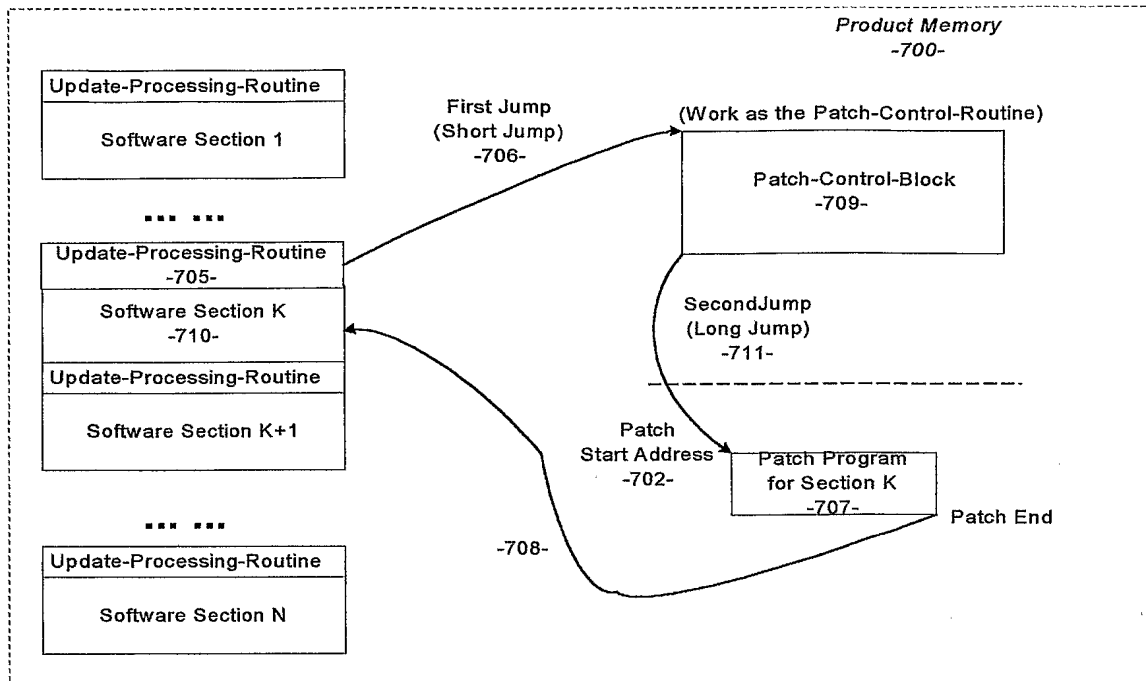 Product Memory
-700-
Update-Processing-Routine
Software Section 1
... ...
First Jump
(Short Jump)
-706-
(Work as the Patch-Control-Routine)
Patch-Control-Block
-709-
Update-Processing-Routine
-705-
Software Section K
-710-
Update-Processing-Routine
Software Section K+1
SecondJump
(Long Jump)
-711-
Patch
Start Address
-702-
Patch Program
for Section K
-707-
Patch End
-708-
... ...
Update-Processing-Routine
Software Section N